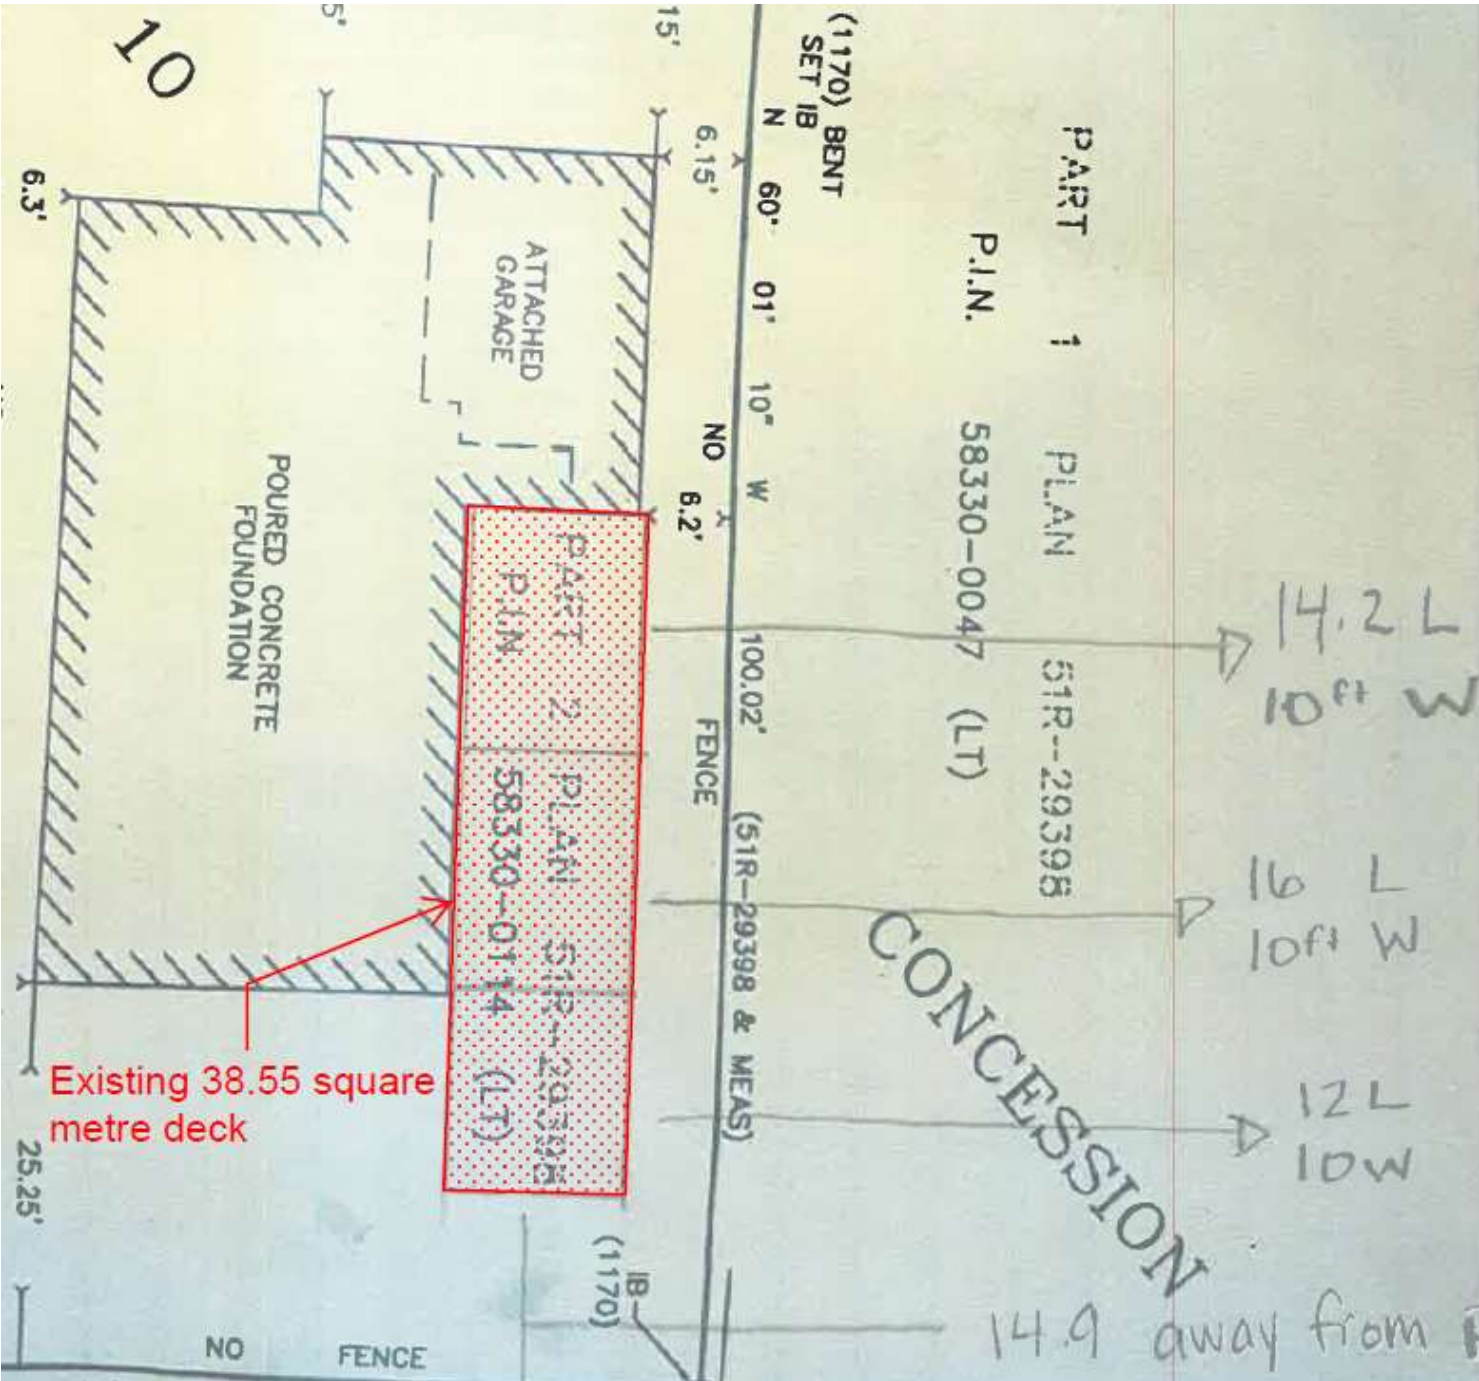 10
5'
15'
(1170) BENT
SET IB
N 60° 01' 10" W
100.02' (51R-29398 & MEAS)
PART 1 PLAN 51R-29398
P.I.N. 58330-0047 (LT)
6.15'
6.3'
ATTACHED
GARAGE
NO FENCE
6.2'
POURED CONCRETE
FOUNDATION
PART 2 PLAN 51R-29398
P.I.N. 58330-0114 (LT)
14.2 L
10ft W
16 L
10ft W
12 L
10W
CONCESSION
Existing 38.55 square
metre deck
25.25'
IB
(1170)
NO FENCE
14.9 away from